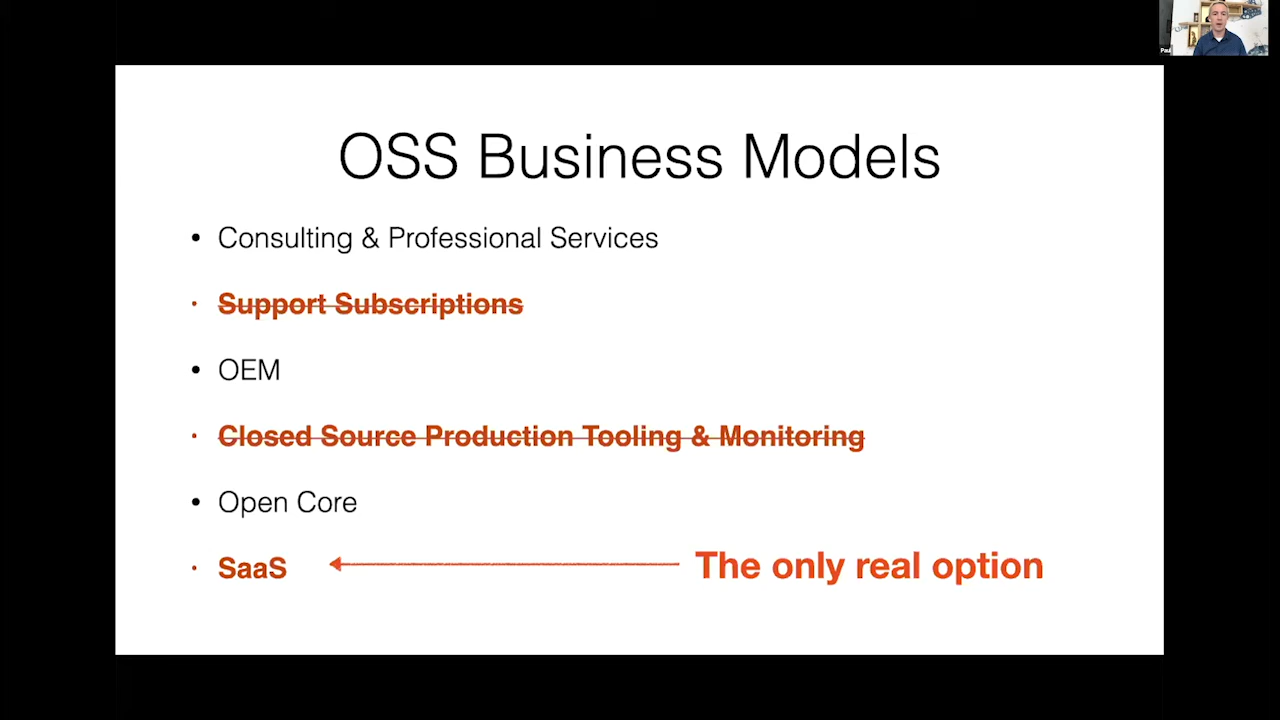 Paul
OSS Business Models
• Consulting & Professional Services
• Support Subscriptions
• OEM
• Closed Source Production Tooling & Monitoring
• Open Core
• SaaS
The only real option